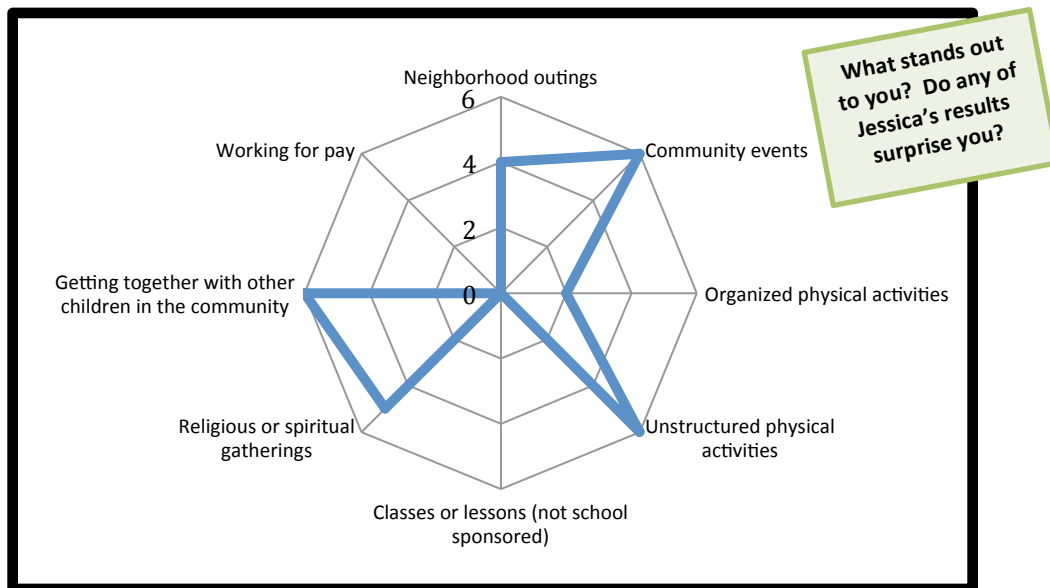 What stands out
to you? Do any of
Jessica's results
surprise you?
Neighborhood outings
6
Working for pay
Community events
4
2
Getting together with other
children in the community
0
Organized physical activities
Religious or spiritual
gatherings
Unstructured physical
activities
Classes or lessons (not school
sponsored)